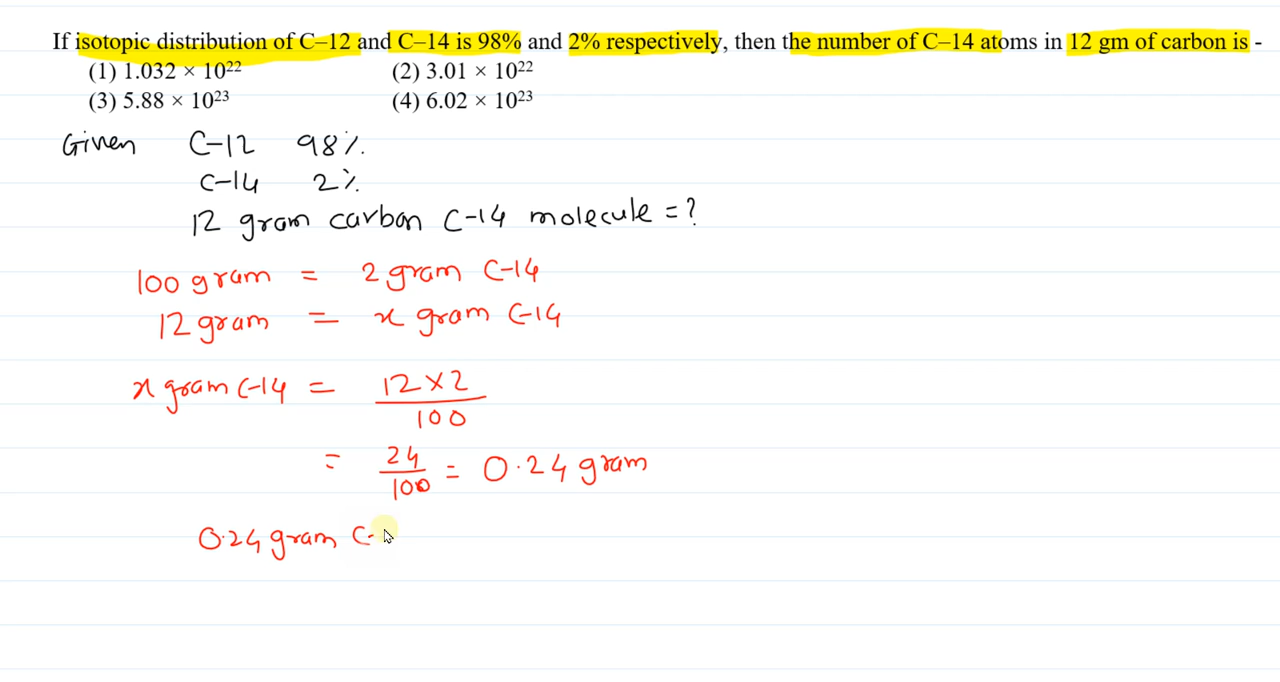 If isotopic distribution of C–12 and C–14 is 98% and 2% respectively, then the number of C–14 atoms in 12 gm of carbon is -
(1) 1.032 × 10²² (2) 3.01 × 10²²
(3) 5.88 × 10²³ (4) 6.02 × 10²³
Given C-12 98%.
C-14 2%
12 gram carbon C-14 molecule = ?
100 gram = 2 gram C-14
12 gram = x gram C-14
x gram C-14 = 12 × 2 / 100
= 24 / 100 = 0.24 gram
0.24 gram C-